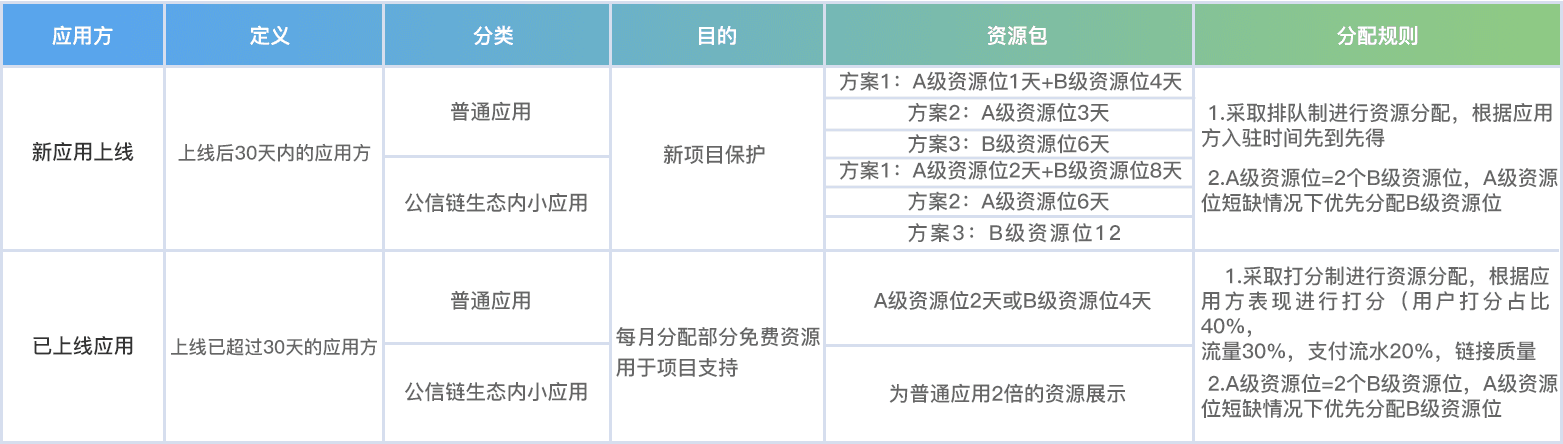 应用方
定义
分类
目的
资源包
分配规则
新应用上线
上线后30天内的应用方
普通应用
公信链生态内小应用
新项目保护
方案1：A级资源位1天+B级资源位4天
方案2：A级资源位3天
方案3：B级资源位6天
方案1：A级资源位2天+B级资源位8天
方案2：A级资源位6天
方案3：B级资源位12
1.采取排队制进行资源分配，根据应用
方入驻时间先到先得
2.A级资源位=2个B级资源位，A级资源
位短缺情况下优先分配B级资源位
已上线应用
上线已超过30天的应用方
普通应用
公信链生态内小应用
每月分配部分免费资源
用于项目支持
A级资源位2天或B级资源位4天
为普通应用2倍的资源展示
1.采取打分制进行资源分配，根据应
用方表现进行打分（用户打分占比
40%，
流量30%，支付流水20%，链接质量
2.A级资源位=2个B级资源位，A级资源
位短缺情况下优先分配B级资源位